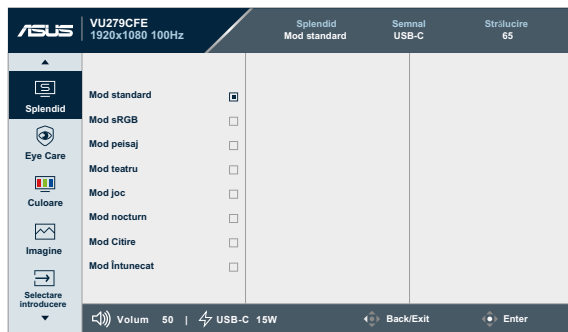 ASUS
VU279CFE
1920x1080 100Hz
Splendid
Mod standard
Semnal
USB-C
Strălucire
65
Splendid
Eye Care
Culoare
Imagine
Selectare
introducere
Mod standard
Mod sRGB
Mod peisaj
Mod teatru
Mod joc
Mod nocturn
Mod Citire
Mod Întunecat
Volum 50 | USB-C 15W
Back/Exit
Enter